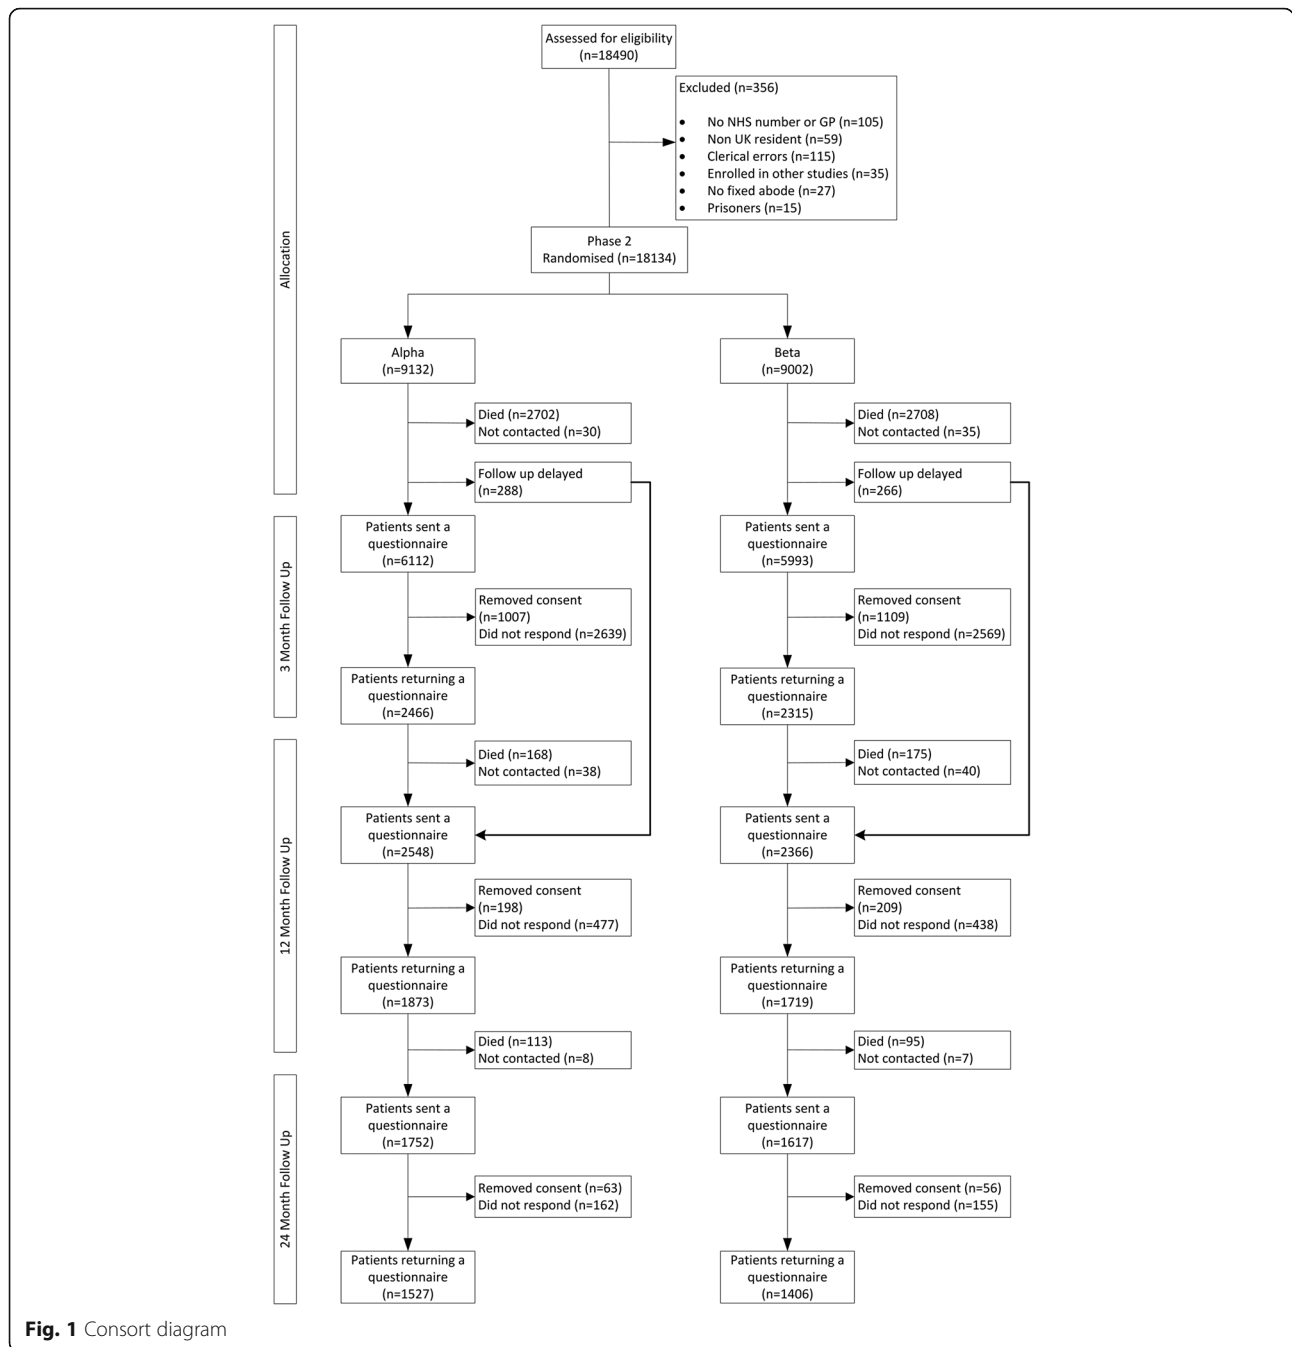 Assessed for eligibility
(n=18490)
Excluded (n=356)
• No NHS number or GP (n=105)
• Non UK resident (n=59)
• Clerical errors (n=115)
• Enrolled in other studies (n=35)
• No fixed abode (n=27)
• Prisoners (n=15)
Phase 2
Randomised (n=18134)
Allocation
Alpha
(n=9132)
Beta
(n=9002)
Died (n=2702)
Not contacted (n=30)
Died (n=2708)
Not contacted (n=35)
Follow up delayed
(n=288)
Follow up delayed
(n=266)
3 Month Follow Up
Patients sent a
questionnaire
(n=6112)
Patients sent a
questionnaire
(n=5993)
Removed consent
(n=1007)
Did not respond (n=2639)
Removed consent
(n=1109)
Did not respond (n=2569)
Patients returning a
questionnaire
(n=2466)
Patients returning a
questionnaire
(n=2315)
12 Month Follow Up
Died (n=168)
Not contacted (n=38)
Died (n=175)
Not contacted (n=40)
Patients sent a
questionnaire
(n=2548)
Patients sent a
questionnaire
(n=2366)
Removed consent
(n=198)
Did not respond (n=477)
Removed consent
(n=209)
Did not respond (n=438)
Patients returning a
questionnaire
(n=1873)
Patients returning a
questionnaire
(n=1719)
Died (n=113)
Not contacted (n=8)
Died (n=95)
Not contacted (n=7)
24 Month Follow Up
Patients sent a
questionnaire
(n=1752)
Patients sent a
questionnaire
(n=1617)
Removed consent (n=63)
Did not respond (n=162)
Removed consent (n=56)
Did not respond (n=155)
Patients returning a
questionnaire
(n=1527)
Patients returning a
questionnaire
(n=1406)
Fig. 1 Consort diagram